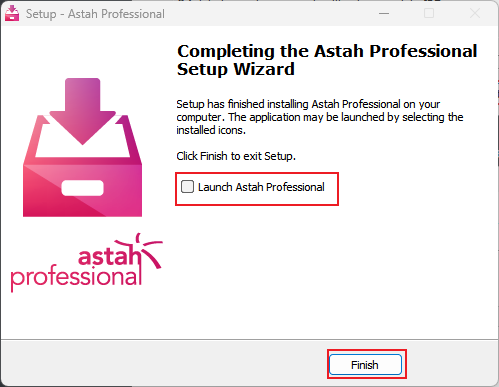 Setup - Astah Professional
Completing the Astah Professional
Setup Wizard
Setup has finished installing Astah Professional on your
computer. The application may be launched by selecting the
installed icons.
Click Finish to exit Setup.
Launch Astah Professional
astah
professional
Finish